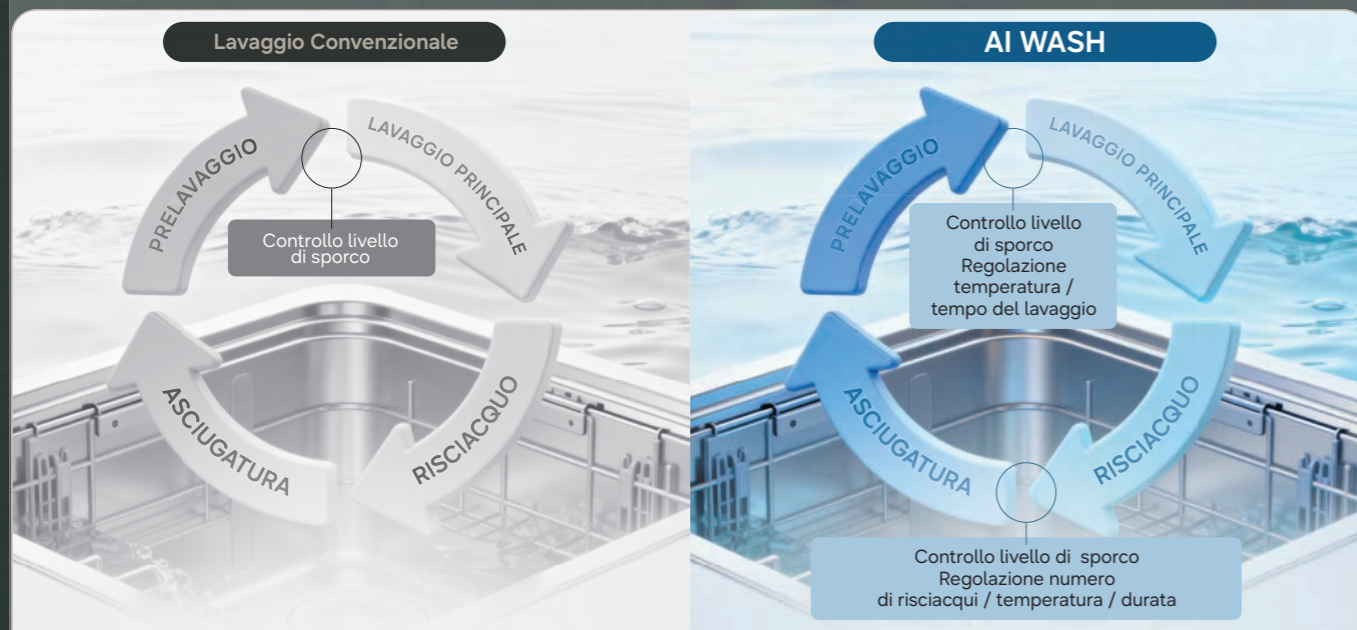 Lavaggio Convenzionale
PRELAVAGGIO
LAVAGGIO PRINCIPALE
Controllo livello
di sporco
ASCIUGATURA
RISCIACQUO
AI WASH
PRELAVAGGIO
LAVAGGIO PRINCIPALE
Controllo livello
di sporco
Regolazione
temperatura /
tempo del lavaggio
ASCIUGATURA
RISCIACQUO
Controllo livello di sporco
Regolazione numero
di risciacqui / temperatura / durata